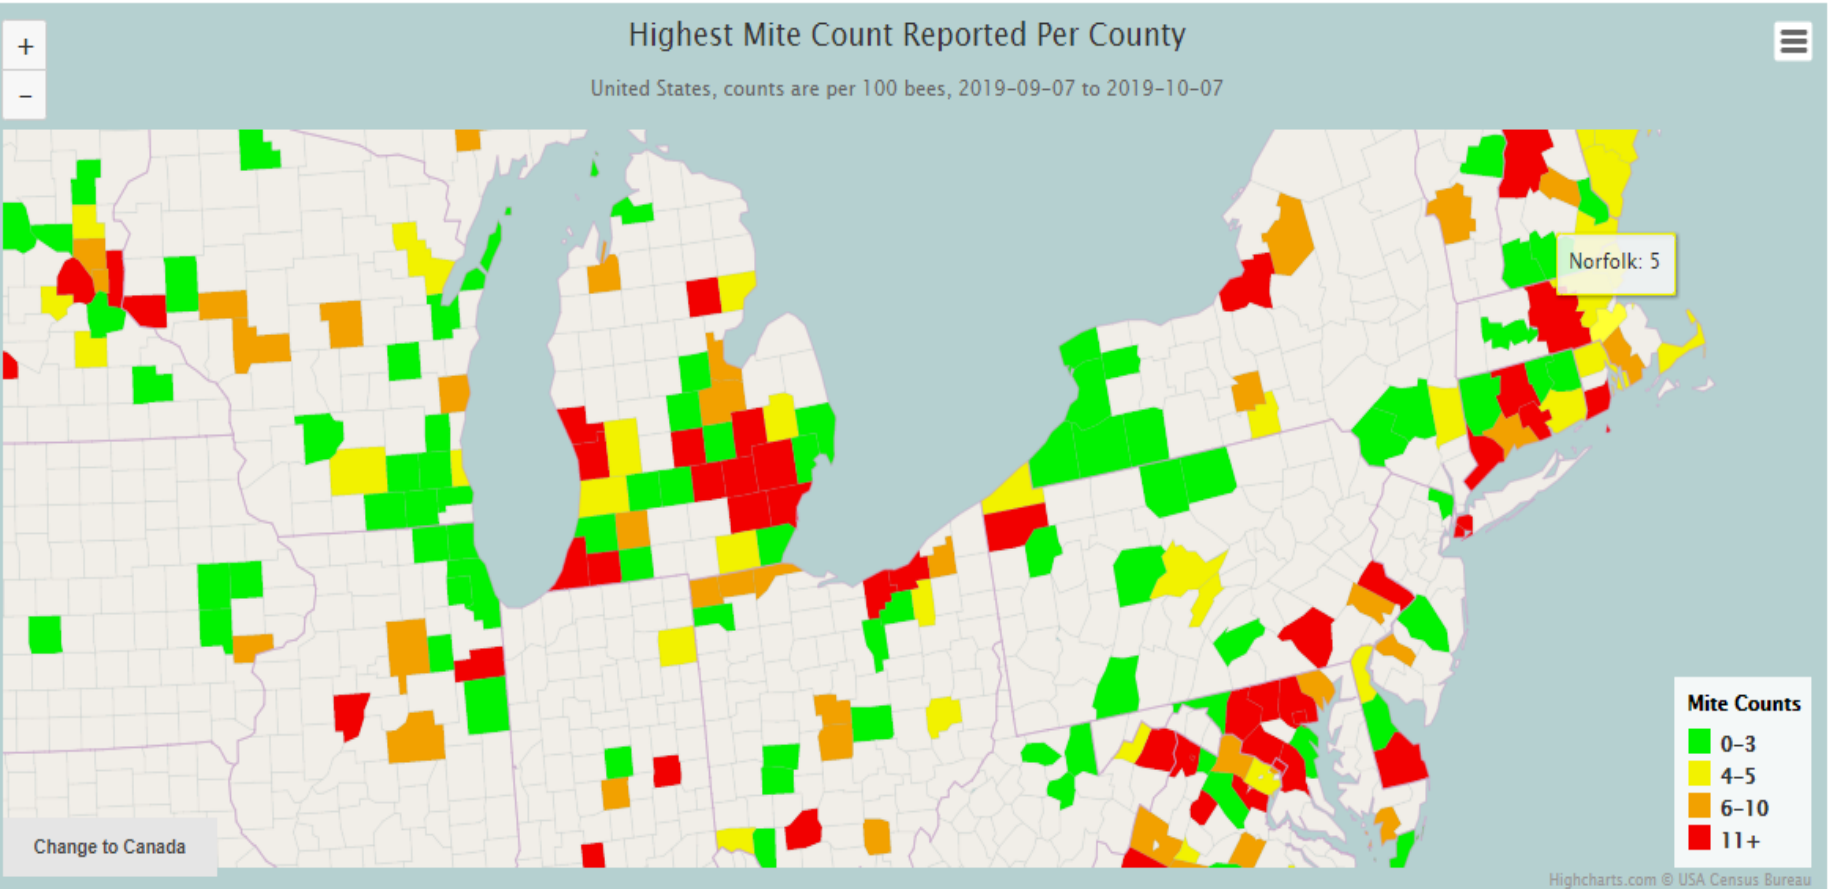 +
Highest Mite Count Reported Per County
−
United States, counts are per 100 bees, 2019-09-07 to 2019-10-07
Norfolk: 5
Mite Counts
0-3
4-5
6-10
11+
Change to Canada
Highcharts.com © USA Census Bureau